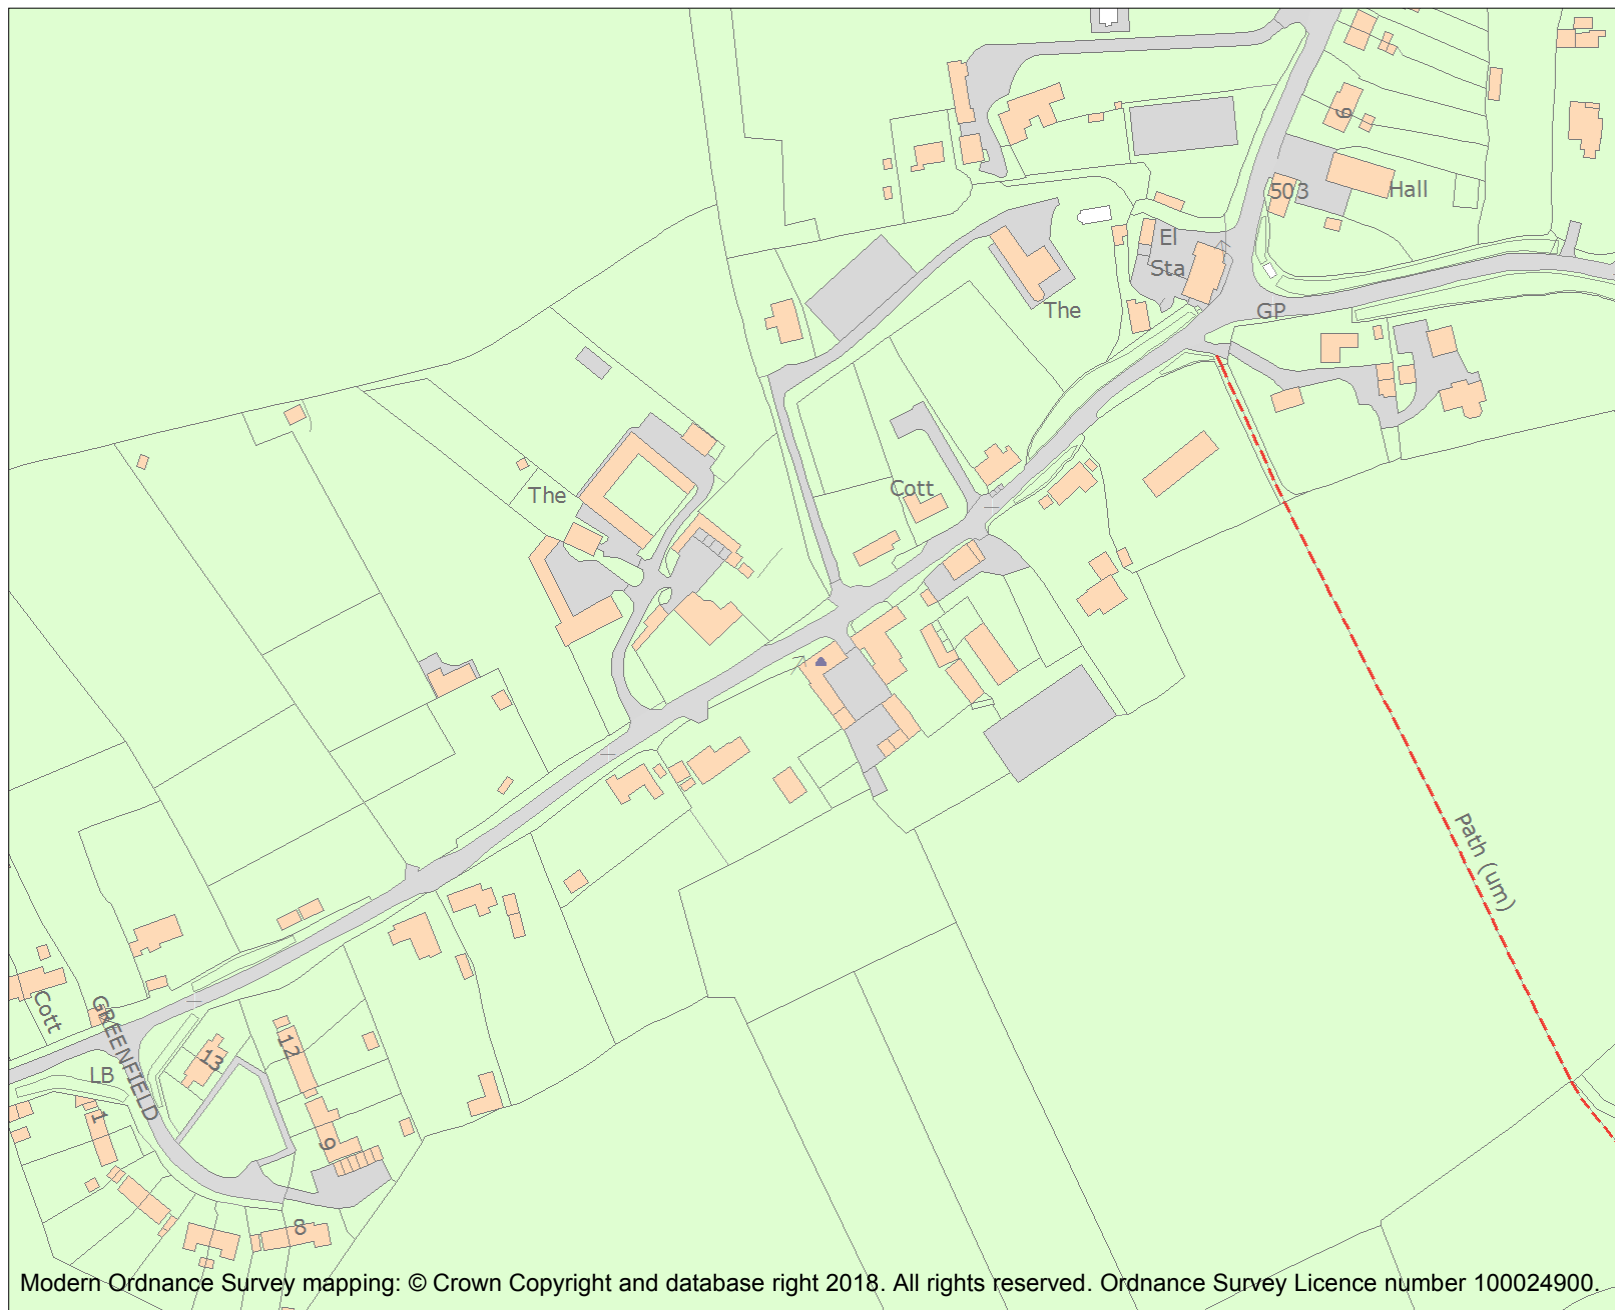 6
503
Hall
El
Sta
The
GP
The
Cott
Path (um)
Cott
GREENFIELD
13
12
LB
1
9
8
Modern Ordnance Survey mapping: © Crown Copyright and database right 2018. All rights reserved. Ordnance Survey Licence number 100024900.